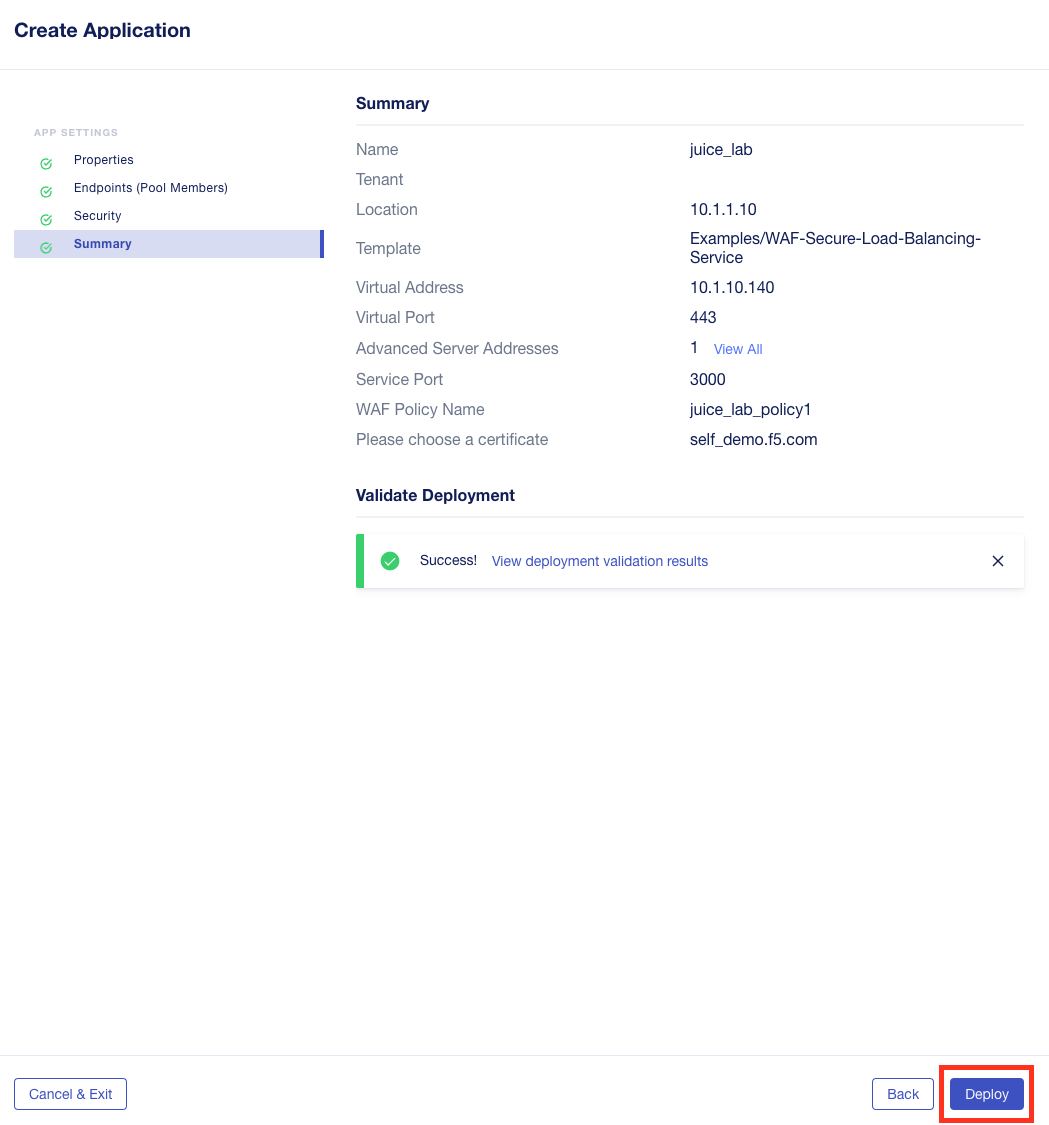 Create Application
APP SETTINGS
Properties
Endpoints (Pool Members)
Security
Summary
Summary
Name juice_lab
Tenant
Location 10.1.1.10
Template Examples/WAF-Secure-Load-Balancing-
Service
Virtual Address 10.1.10.140
Virtual Port 443
Advanced Server Addresses 1 View All
Service Port 3000
WAF Policy Name juice_lab_policy1
Please choose a certificate self_demo.f5.com
Validate Deployment
Success! View deployment validation results
Cancel & Exit Back Deploy